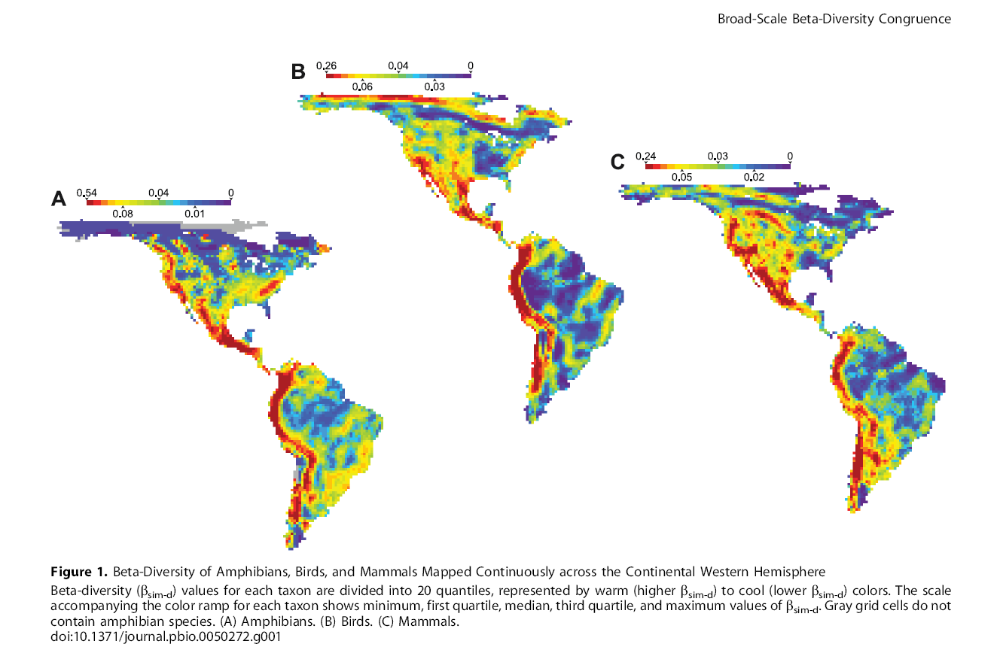 Broad-Scale Beta-Diversity Congruence
B
0.26 0.04 0
0.06 0.03
C
0.24 0.03 0
0.05 0.02
A
0.54 0.04 0
0.08 0.01
Figure 1. Beta-Diversity of Amphibians, Birds, and Mammals Mapped Continuously across the Continental Western Hemisphere
Beta-diversity (βsim-d) values for each taxon are divided into 20 quantiles, represented by warm (higher βsim-d) to cool (lower βsim-d) colors. The scale
accompanying the color ramp for each taxon shows minimum, first quartile, median, third quartile, and maximum values of βsim-d. Gray grid cells do not
contain amphibian species. (A) Amphibians. (B) Birds. (C) Mammals.
doi:10.1371/journal.pbio.0050272.g001